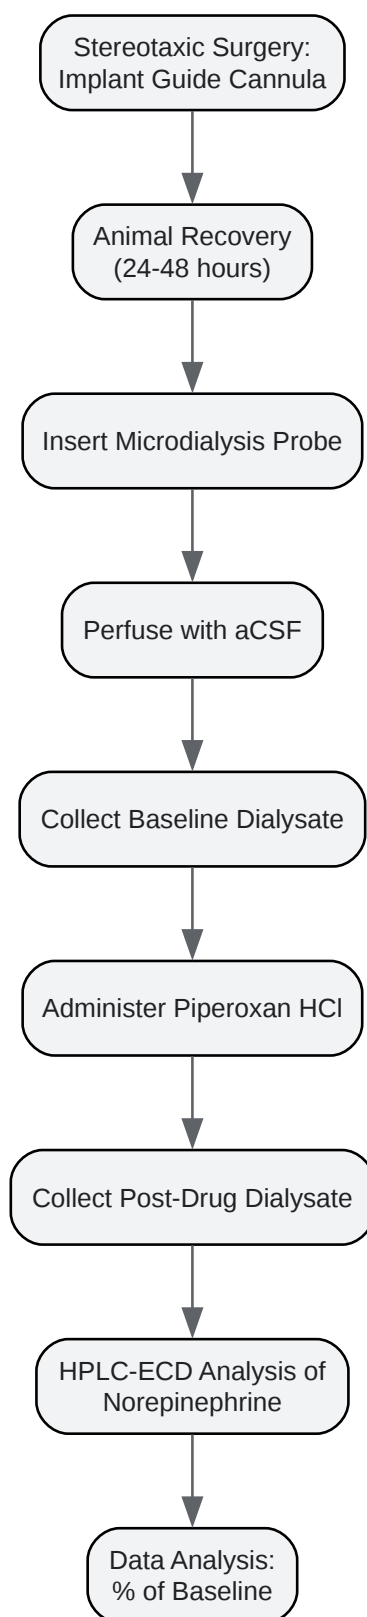 Stereotaxic Surgery:
Implant Guide Cannula
Animal Recovery
(24-48 hours)
Insert Microdialysis Probe
Perfuse with aCSF
Collect Baseline Dialysate
Administer Piperoxan HCl
Collect Post-Drug Dialysate
HPLC-ECD Analysis of
Norepinephrine
Data Analysis:
% of Baseline